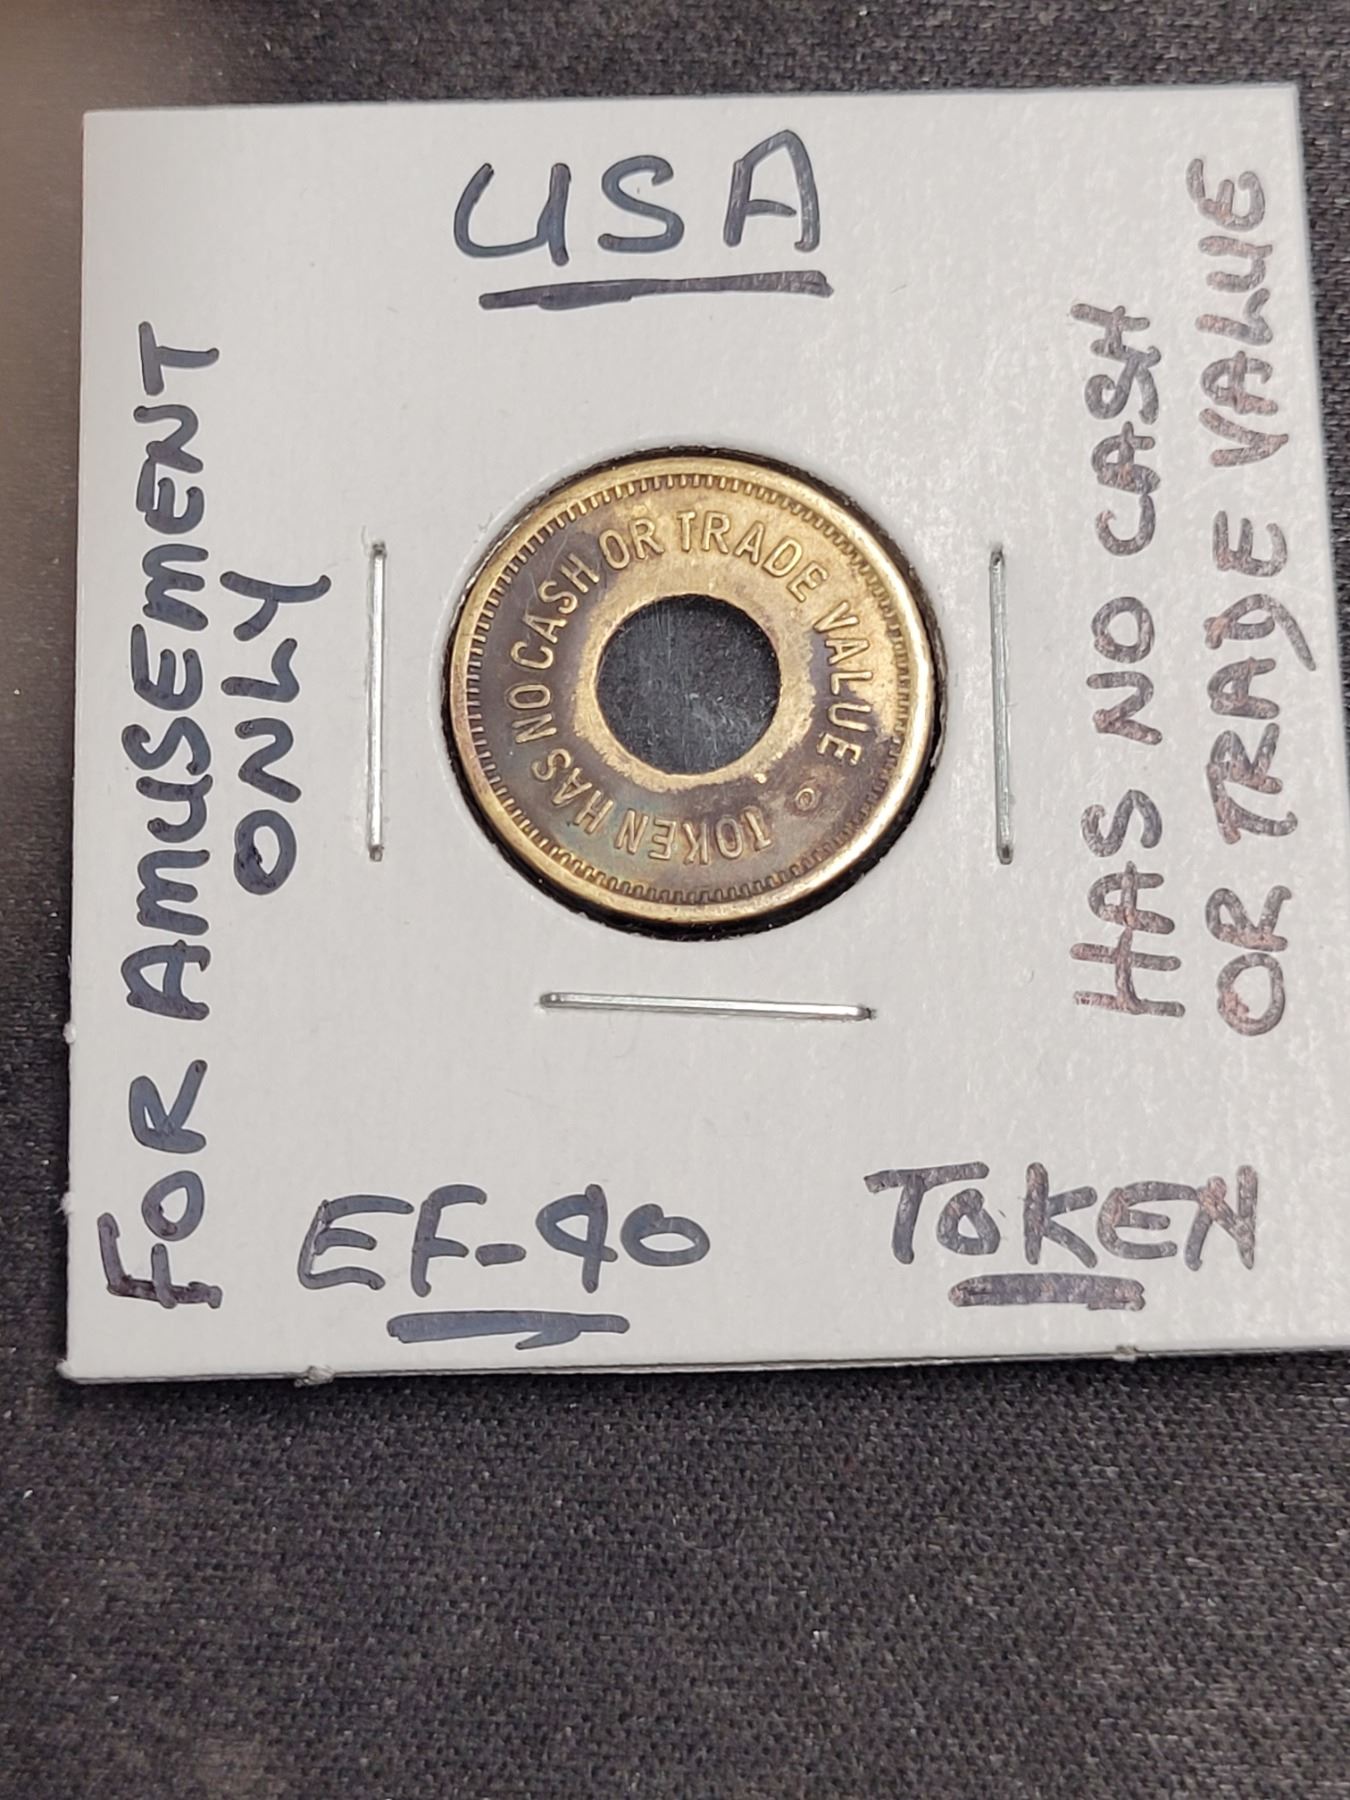 USA
FOR AMUSEMENT
ONLY
TOKEN HAS NO CASH OR TRADE VALUE
HAS NO CASH
OR TRADE VALUE
EF-40
TOKEN